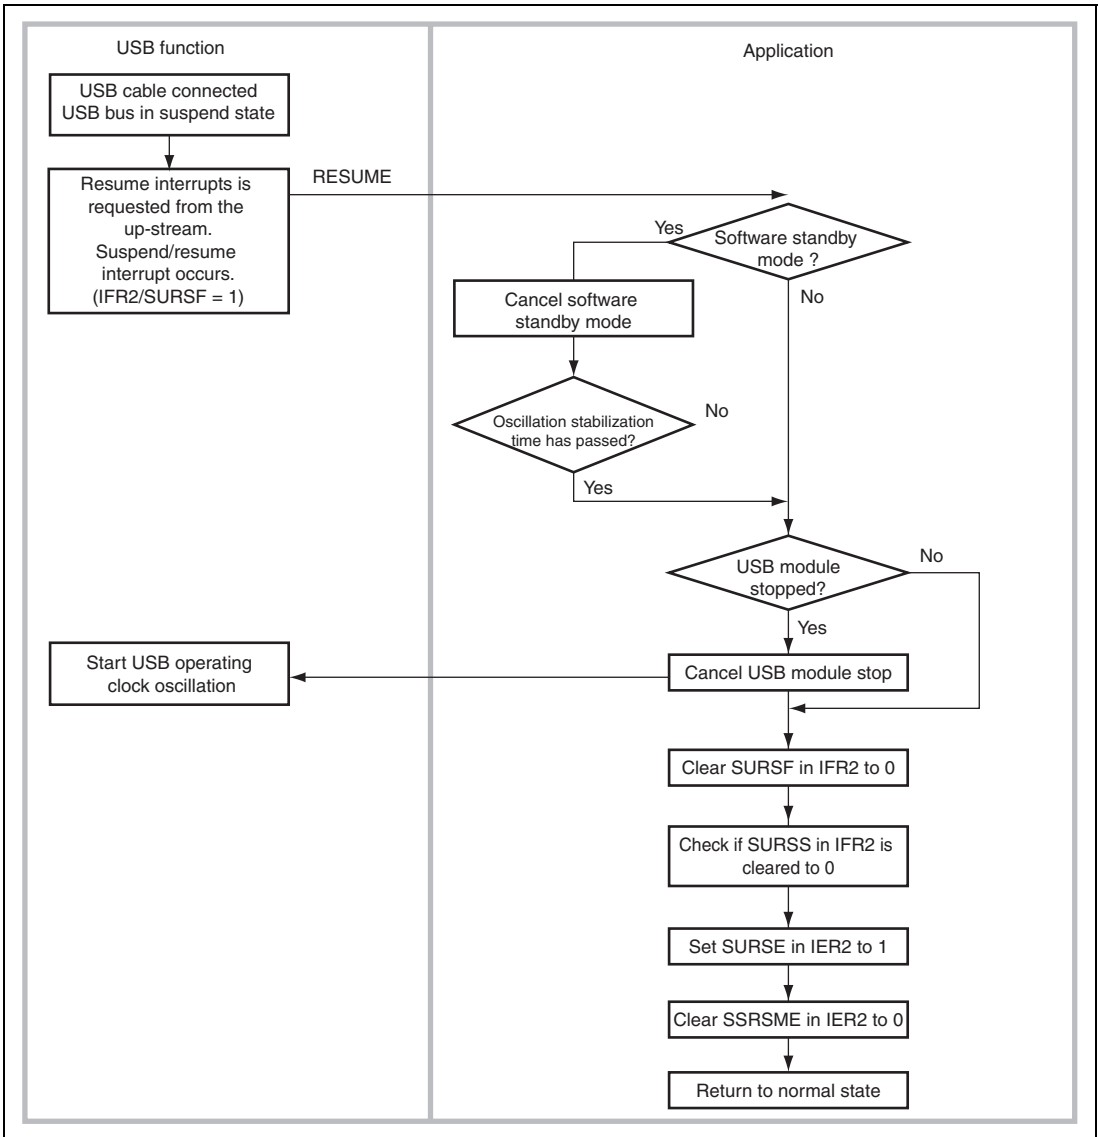 USB function
Application
USB cable connected
USB bus in suspend state
Resume interrupts is
requested from the
up-stream.
Suspend/resume
interrupt occurs.
(IFR2/SURSF = 1)
RESUME
Yes
Software standby
mode ?
No
Cancel software
standby mode
Oscillation stabilization
time has passed?
No
Yes
USB module
stopped?
No
Yes
Start USB operating
clock oscillation
Cancel USB module stop
Clear SURSF in IFR2 to 0
Check if SURSS in IFR2 is
cleared to 0
Set SURSE in IER2 to 1
Clear SSRSME in IER2 to 0
Return to normal state